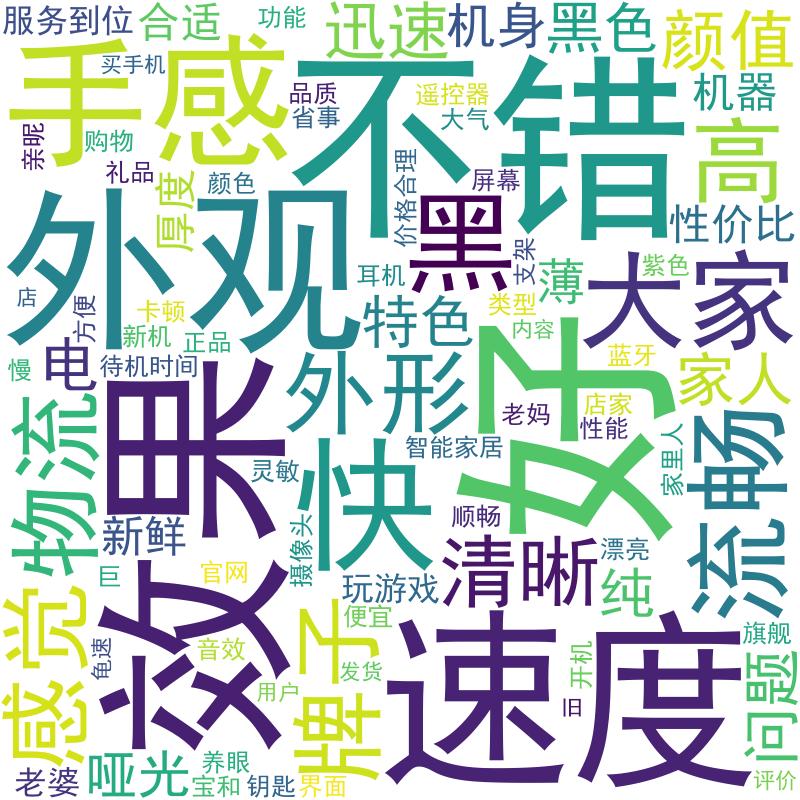 服务到位
合适
功能
迅速
机身
黑色
颜值
手感
买手机
不错
品质
省事
遥控器
大气
机器
亲昵
购物
礼品
高
厚度
颜色
价格合理
屏幕
黑
性价比
外观
支架
大家
紫色
店
方便
卡顿
耳机
薄
特色
类型
内容
新机
正品
慢
电
待机时间
外形
好
蓝牙
家人
店家
老妈
性能
果效
物流
快
智能家居
家里人
流畅
灵敏
新鲜
摄像头
顺畅
清晰
漂亮
巨
官网
玩游戏
纯
感觉
牌子
便宜
速度
旗舰
龟速
音效
发货
开机
问题
用户
旧
老婆
哑光
养眼
宝和
钥匙
界面
评价